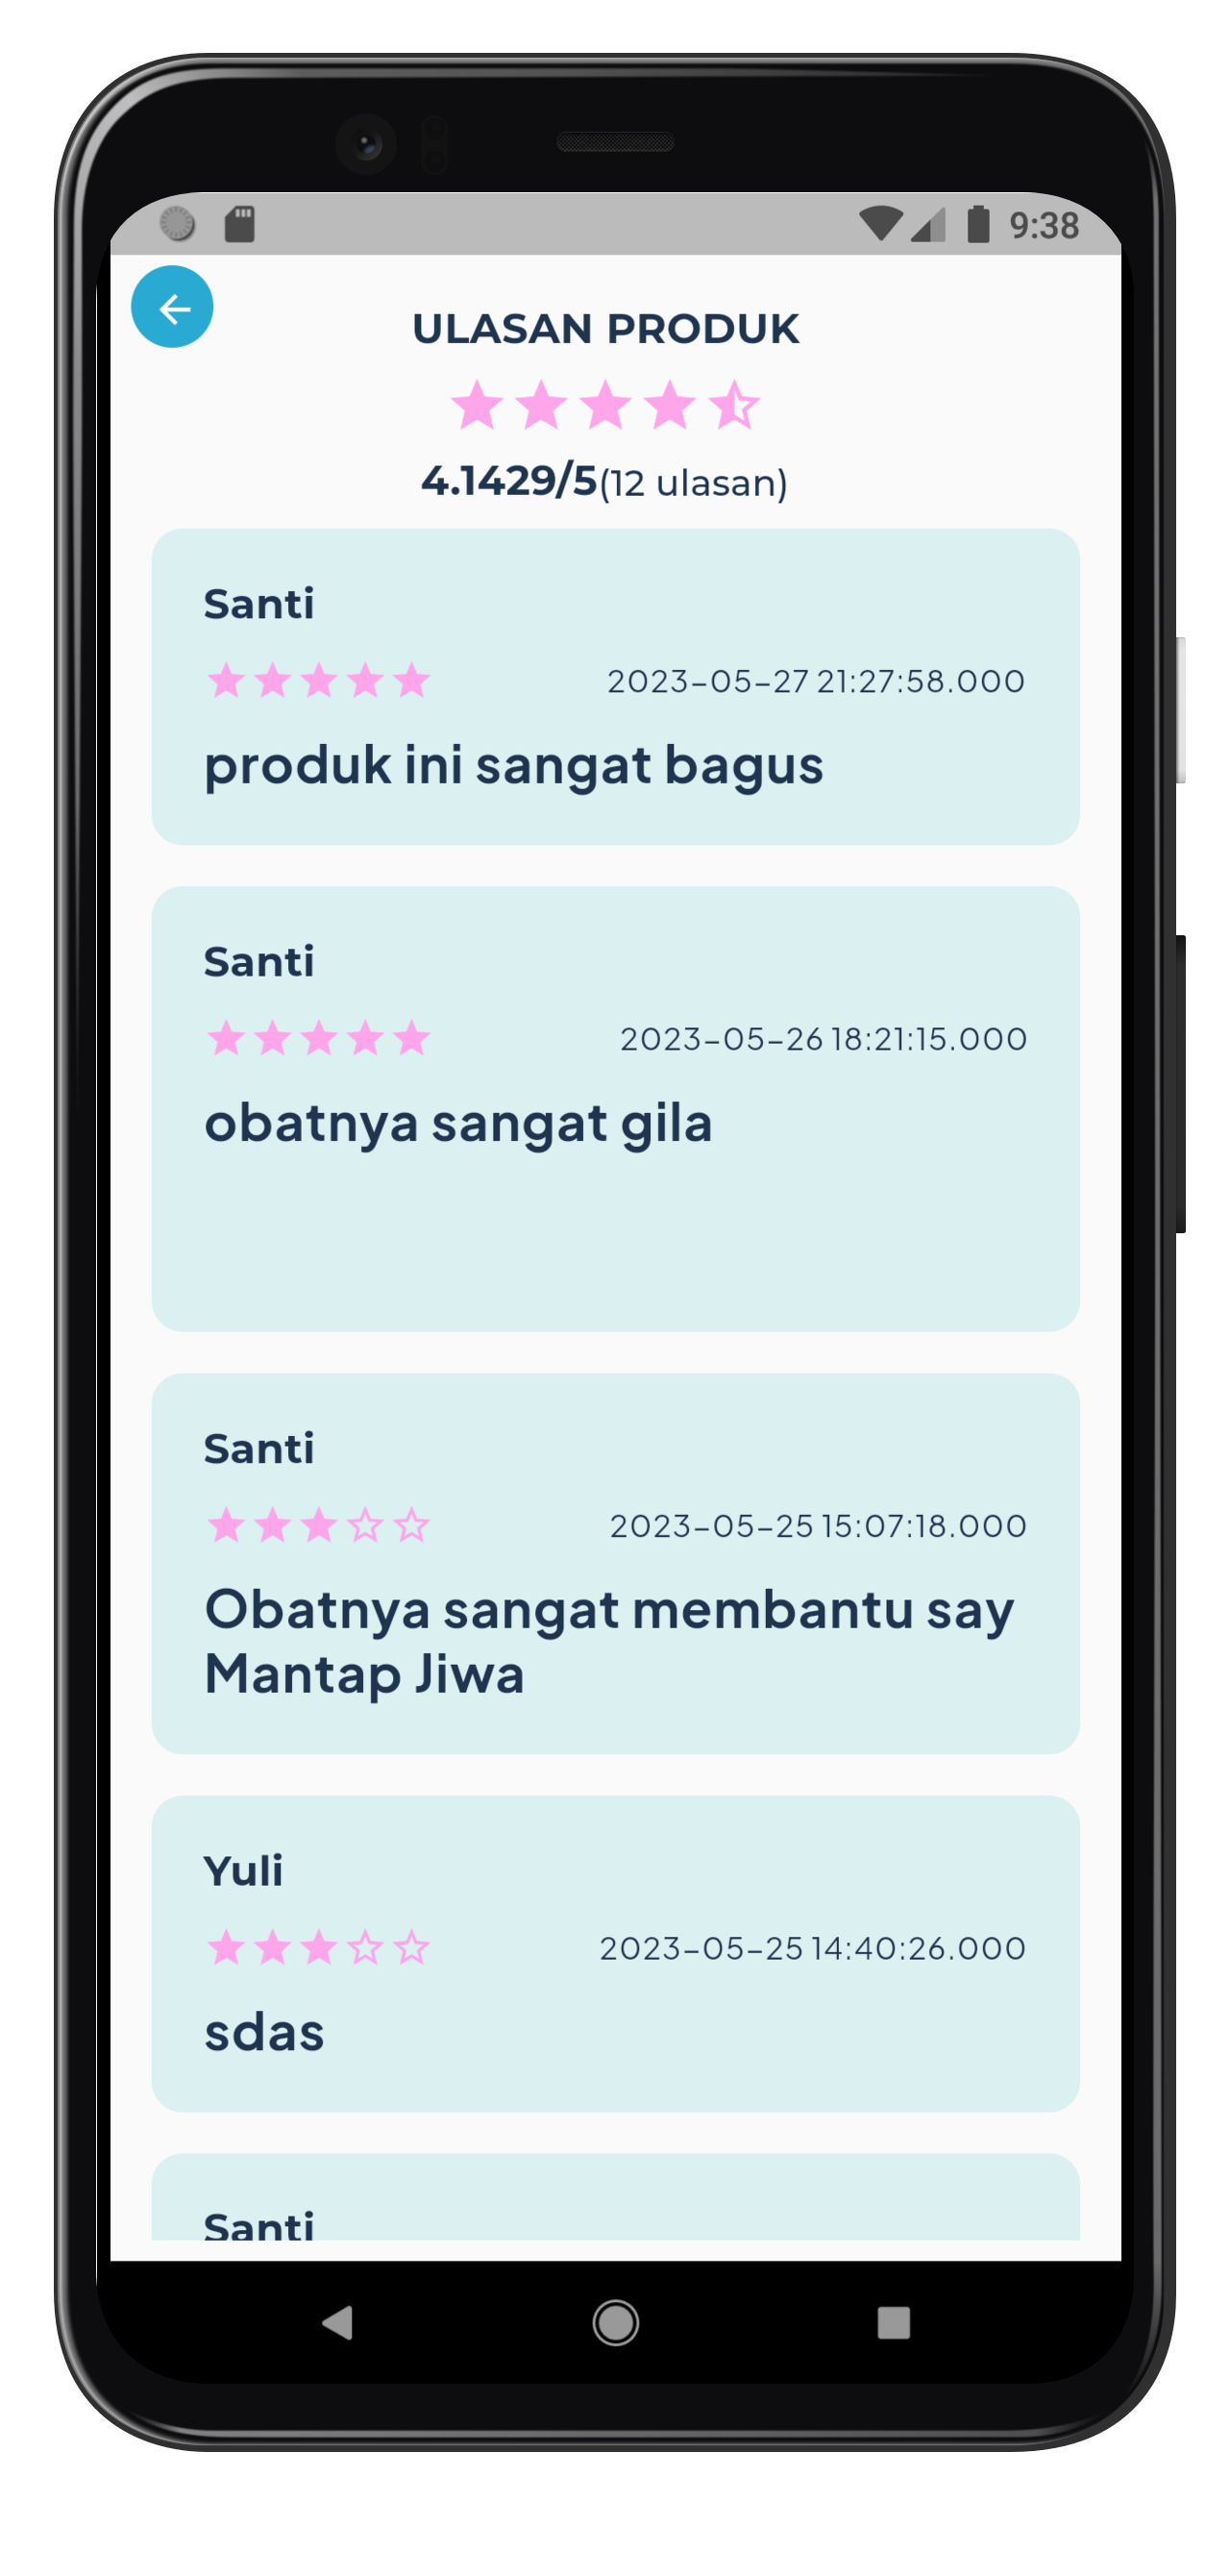 9:38
ULASAN PRODUK
4.1429/5(12 ulasan)
Santi
2023-05-27 21:27:58.000
produk ini sangat bagus
Santi
2023-05-26 18:21:15.000
obatnya sangat gila
Santi
2023-05-25 15:07:18.000
Obatnya sangat membantu say
Mantap Jiwa
Yuli
2023-05-25 14:40:26.000
sdas
Santi